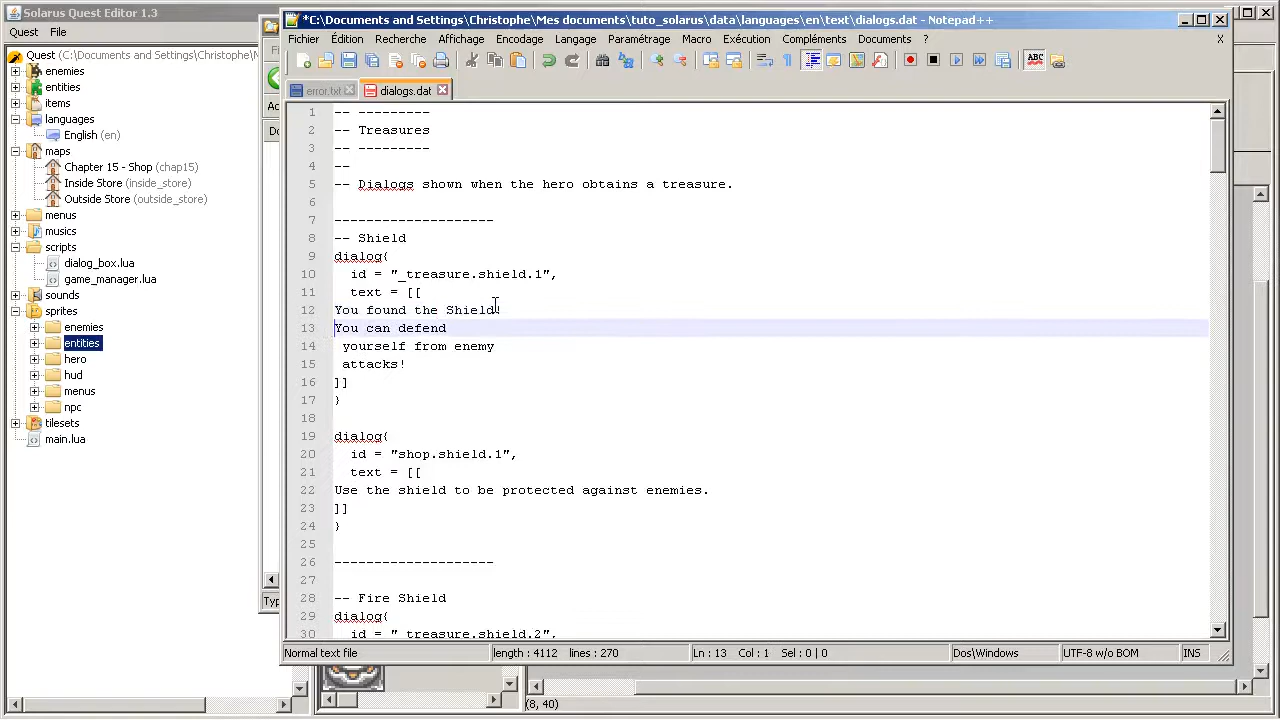 Solarus Quest Editor 1.3
Quest File
Quest (C:\Documents and Settings\Christophe\M
enemies
entities
items
languages
English (en)
maps
Chapter 15 - Shop (chap15)
Inside Store (inside_store)
Outside Store (outside_store)
menus
musics
scripts
dialog_box.lua
game_manager.lua
sounds
sprites
enemies
entities
hero
hud
menus
npc
tilesets
main.lua
*C:\Documents and Settings\Christophe\Mes documents\tuto_solarus\data\languages\en\text\dialogs.dat - Notepad++
Fichier Édition Recherche Affichage Encodage Langage Paramétrage Macro Exécution Compléments Documents ? X
error.txt dialogs.dat
1 -- ---------
2 -- Treasures
3 -- ---------
4 --
5 -- Dialogs shown when the hero obtains a treasure.
6
7 --------------------
8 -- Shield
9 dialog{
10 id = "_treasure.shield.1",
11 text = [[
12 You found the Shield
13 You can defend
14 yourself from enemy
15 attacks!
16 ]]
17 }
18
19 dialog{
20 id = "shop.shield.1",
21 text = [[
22 Use the shield to be protected against enemies.
23 ]]
24 }
25
26 --------------------
27
28 -- Fire Shield
29 dialog{
30 id = "_treasure.shield.2",
Normal text file length : 4112 lines : 270 Ln : 13 Col : 1 Sel : 0 | 0 Dos\Windows UTF-8 w/o BOM INS
(8, 40)